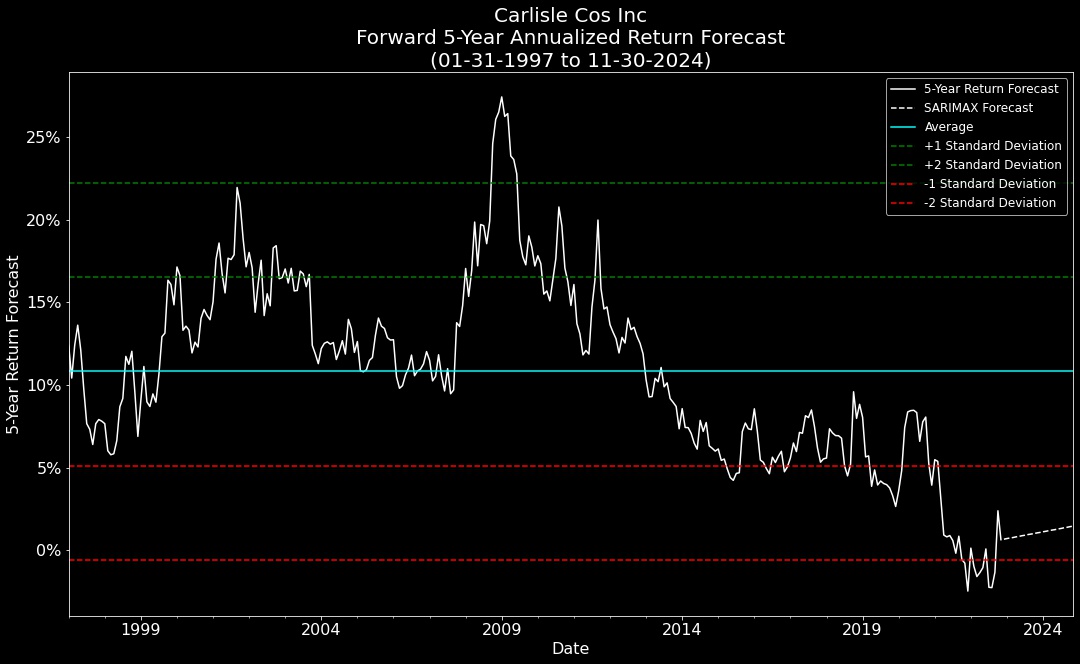 Carlisle Cos Inc
Forward 5-Year Annualized Return Forecast
(01-31-1997 to 11-30-2024)
5-Year Return Forecast
SARIMAX Forecast
Average
+1 Standard Deviation
+2 Standard Deviation
-1 Standard Deviation
-2 Standard Deviation
25%
20%
15%
10%
5%
0%
5-Year Return Forecast
1999
2004
2009
2014
2019
2024
Date